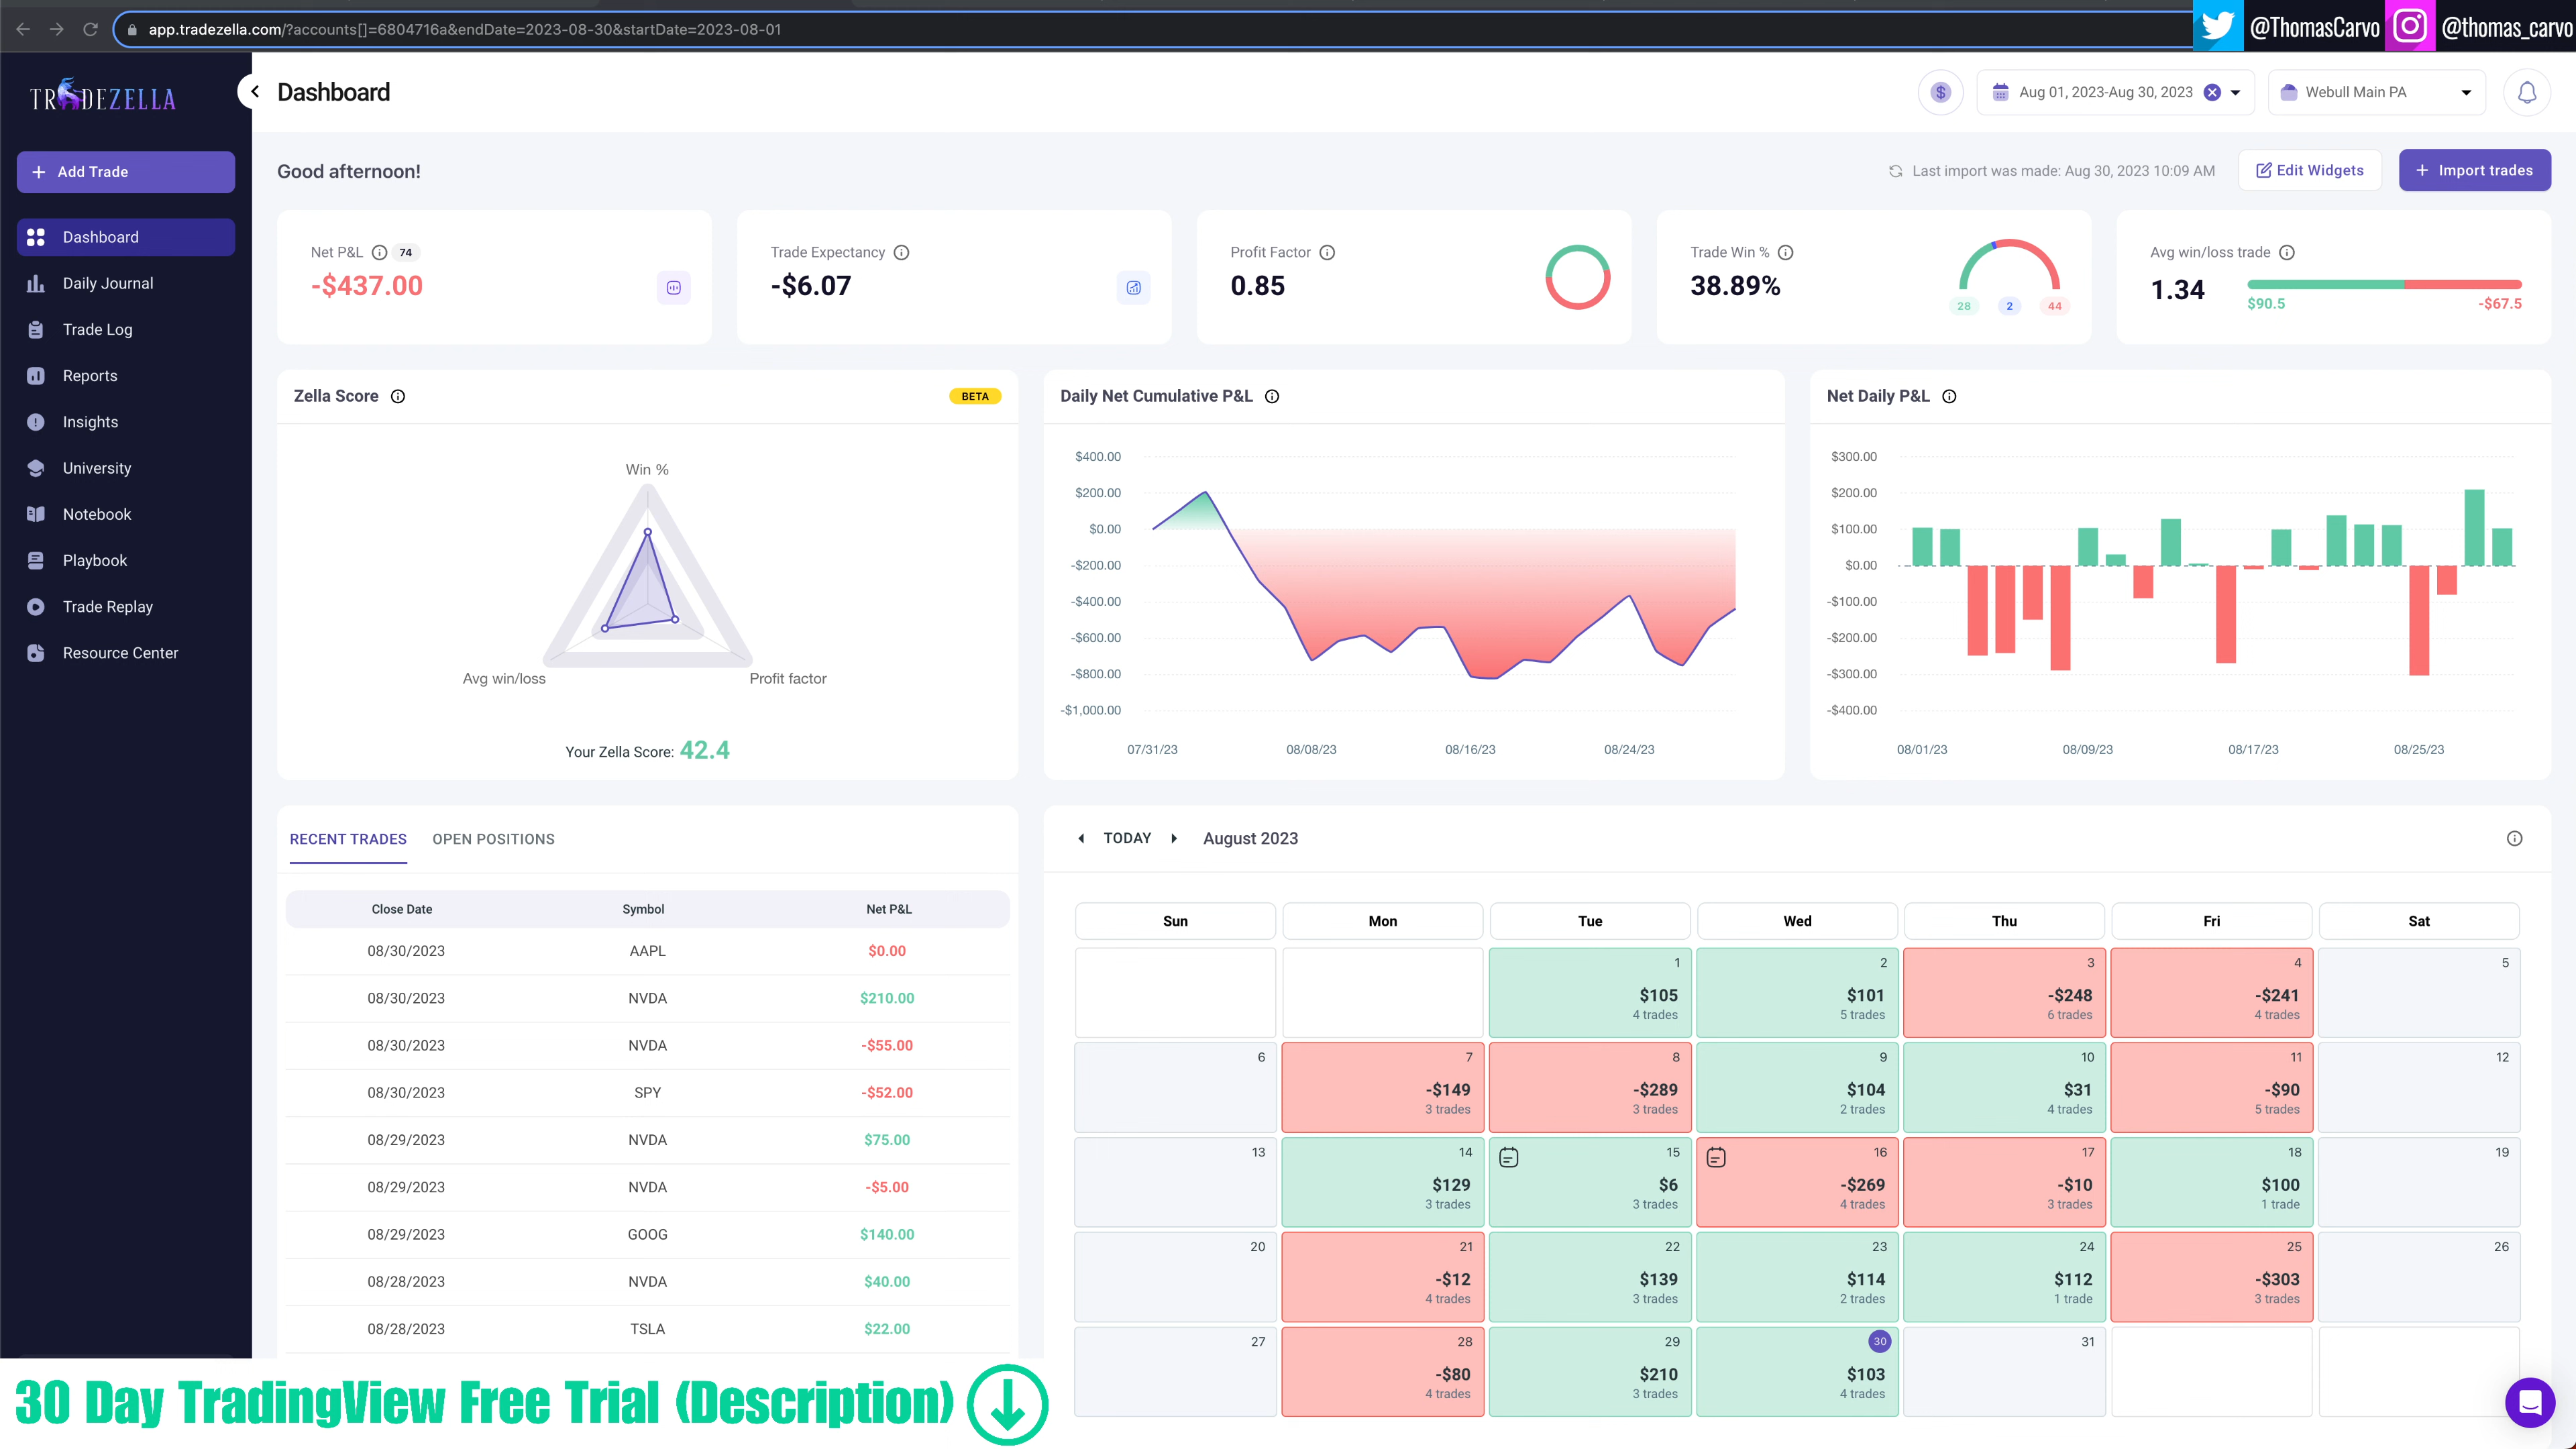 app.tradezella.com/?accounts[]=6804716a&endDate=2023-08-30&startDate=2023-08-01
@ThomasCarvo
@thomas_carvo
TRADEZELLA
Dashboard
Aug 01, 2023-Aug 30, 2023
Webull Main PA
+ Add Trade
Dashboard
Daily Journal
Trade Log
Reports
Insights
University
Notebook
Playbook
Trade Replay
Resource Center
Good afternoon!
Last import was made: Aug 30, 2023 10:09 AM
Edit Widgets
+ Import trades
Net P&L 74
-$437.00
Trade Expectancy
-$6.07
Profit Factor
0.85
Trade Win %
38.89%
28 2 44
Avg win/loss trade
1.34
$90.5 -$67.5
Zella Score BETA
Win %
Avg win/loss
Profit factor
Your Zella Score: 42.4
Daily Net Cumulative P&L
$400.00
$200.00
$0.00
-$200.00
-$400.00
-$600.00
-$800.00
-$1,000.00
07/31/23 08/08/23 08/16/23 08/24/23
Net Daily P&L
$300.00
$200.00
$100.00
$0.00
-$100.00
-$200.00
-$300.00
-$400.00
08/01/23 08/09/23 08/17/23 08/25/23
RECENT TRADES OPEN POSITIONS
Close Date Symbol Net P&L
08/30/2023 AAPL $0.00
08/30/2023 NVDA $210.00
08/30/2023 NVDA -$55.00
08/30/2023 SPY -$52.00
08/29/2023 NVDA $75.00
08/29/2023 NVDA -$5.00
08/29/2023 GOOG $140.00
08/28/2023 NVDA $40.00
08/28/2023 TSLA $22.00
TODAY August 2023
Sun Mon Tue Wed Thu Fri Sat
1 2 3 4 5
$105 $101 -$248 -$241
4 trades 5 trades 6 trades 4 trades
6 7 8 9 10 11 12
-$149 -$289 $104 $31 -$90
3 trades 3 trades 2 trades 4 trades 5 trades
13 14 15 16 17 18 19
$129 $6 -$269 -$10 $100
3 trades 3 trades 4 trades 3 trades 1 trade
20 21 22 23 24 25 26
-$12 $139 $114 $112 -$303
4 trades 3 trades 2 trades 1 trade 3 trades
27 28 29 30 31
-$80 $210 $103
4 trades 3 trades 4 trades
30 Day TradingView Free Trial (Description)